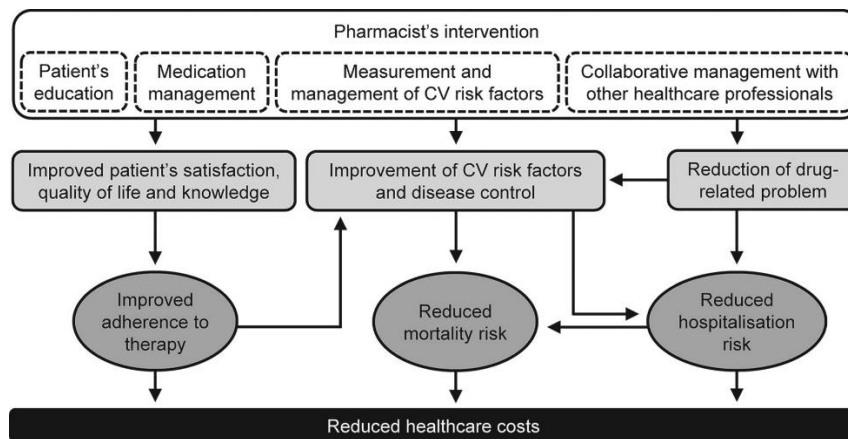 Pharmacist's intervention
Patient's
education
Medication
management
Measurement and
management of CV risk factors
Collaborative management with
other healthcare professionals
Improved patient's satisfaction,
quality of life and knowledge
Improvement of CV risk factors
and disease control
Reduction of drug-
related problem
Improved
adherence to
therapy
Reduced
mortality risk
Reduced
hospitalisation
risk
Reduced healthcare costs